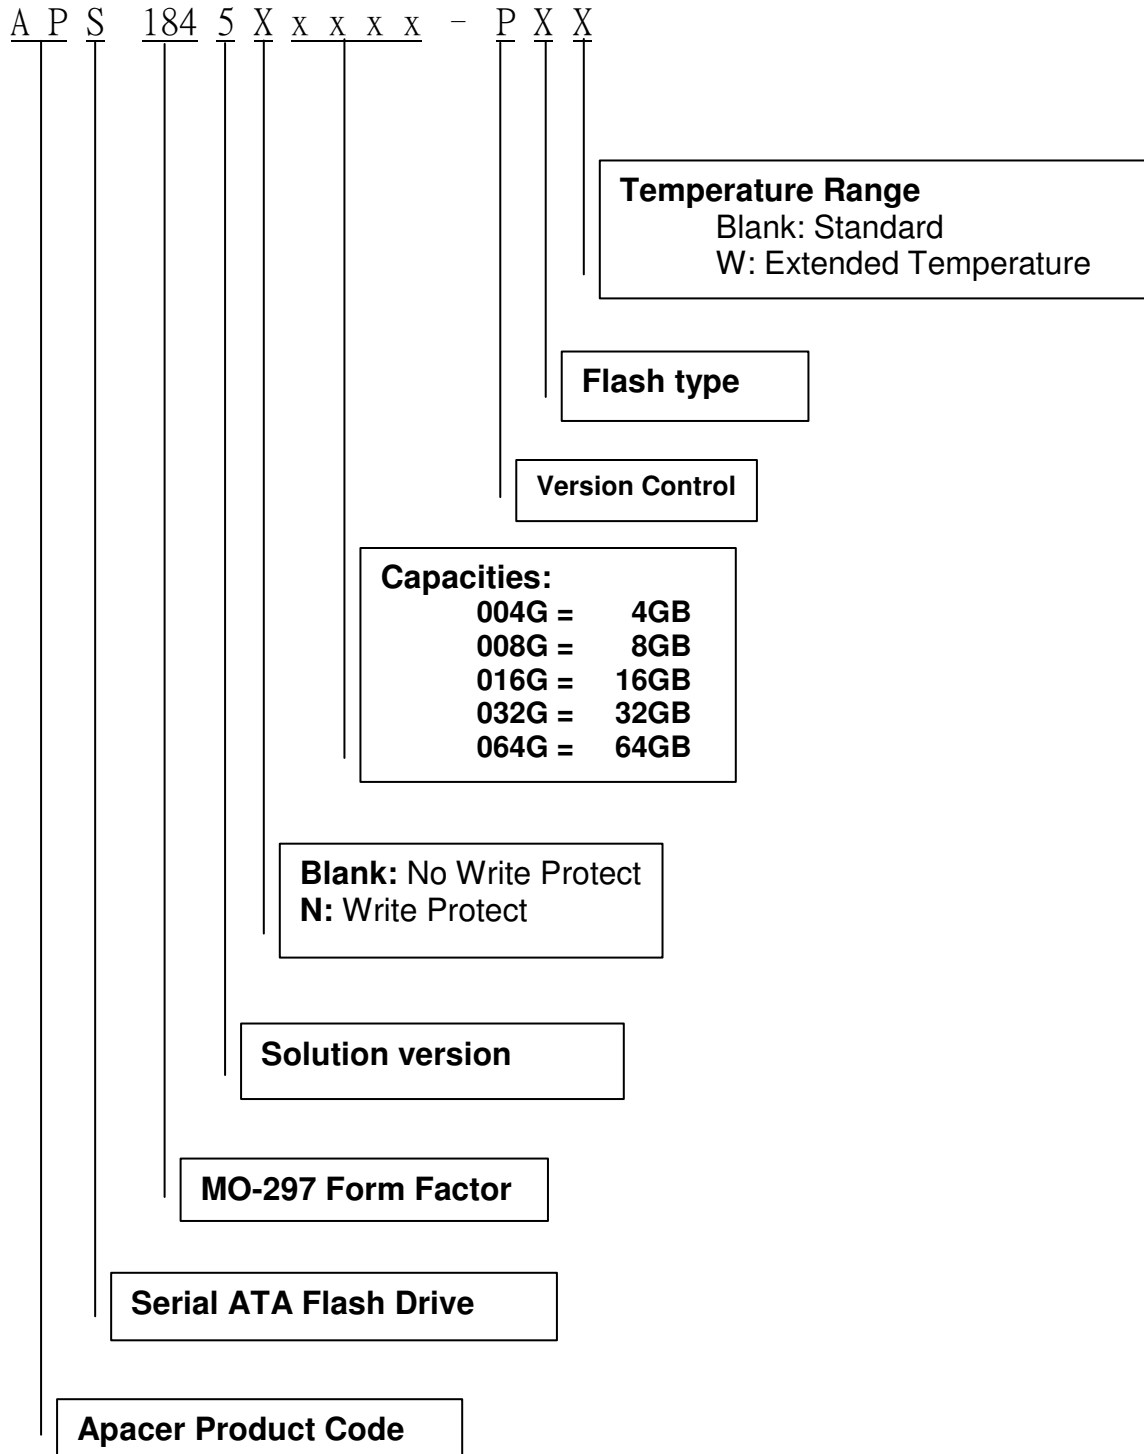 A P S 184 5 X x x x x - P X X
Temperature Range
Blank: Standard
W: Extended Temperature
Flash type
Version Control
Capacities:
004G = 4GB
008G = 8GB
016G = 16GB
032G = 32GB
064G = 64GB
Blank: No Write Protect
N: Write Protect
Solution version
MO-297 Form Factor
Serial ATA Flash Drive
Apacer Product Code